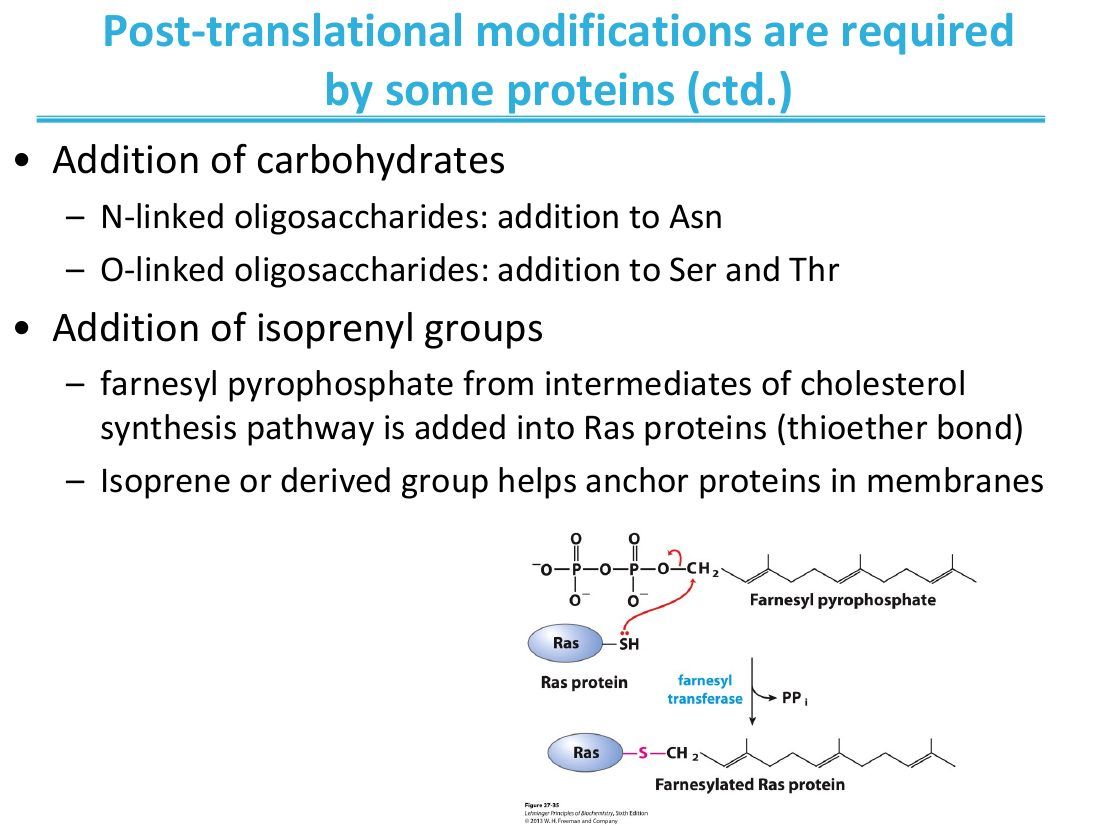 Post-translational modifications are required
by some proteins (ctd.)
• Addition of carbohydrates
– N-linked oligosaccharides: addition to Asn
– O-linked oligosaccharides: addition to Ser and Thr
• Addition of isoprenyl groups
– farnesyl pyrophosphate from intermediates of cholesterol
synthesis pathway is added into Ras proteins (thioether bond)
– Isoprene or derived group helps anchor proteins in membranes
O O
⁻O—P—O—P—O—CH₂
O⁻ O⁻
Farnesyl pyrophosphate
Ras —SH
Ras protein
farnesyl
transferase
PPᵢ
Ras —S—CH₂
Farnesylated Ras protein
Figure 27-35
Lehninger Principles of Biochemistry, Sixth Edition
© 2013 W. H. Freeman and Company